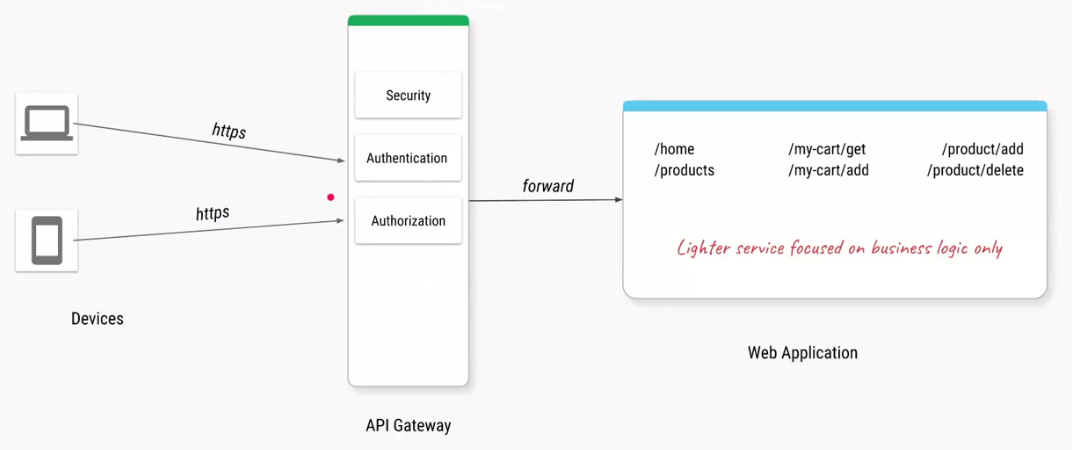 https
https
Devices
Security
Authentication
Authorization
API Gateway
forward
/home
/products
/my-cart/get
/my-cart/add
/product/add
/product/delete
Lighter service focused on business logic only
Web Application